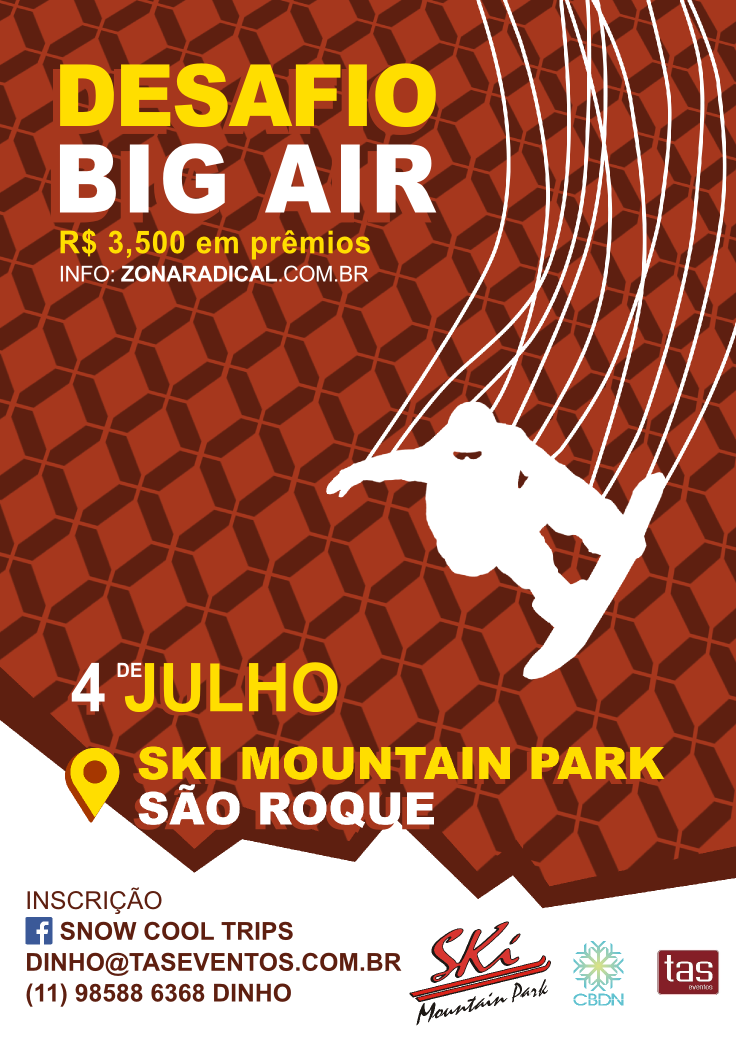 DESAFIO
BIG AIR
R$ 3,500 em prêmios
INFO: ZONARADICAL.COM.BR
4 DE JULHO
SKI MOUNTAIN PARK
SÃO ROQUE
INSCRIÇÃO
f SNOW COOL TRIPS
DINHO@TASEVENTOS.COM.BR
(11) 98588 6368 DINHO
SKi
Mountain Park
CBDN
tas
eventos